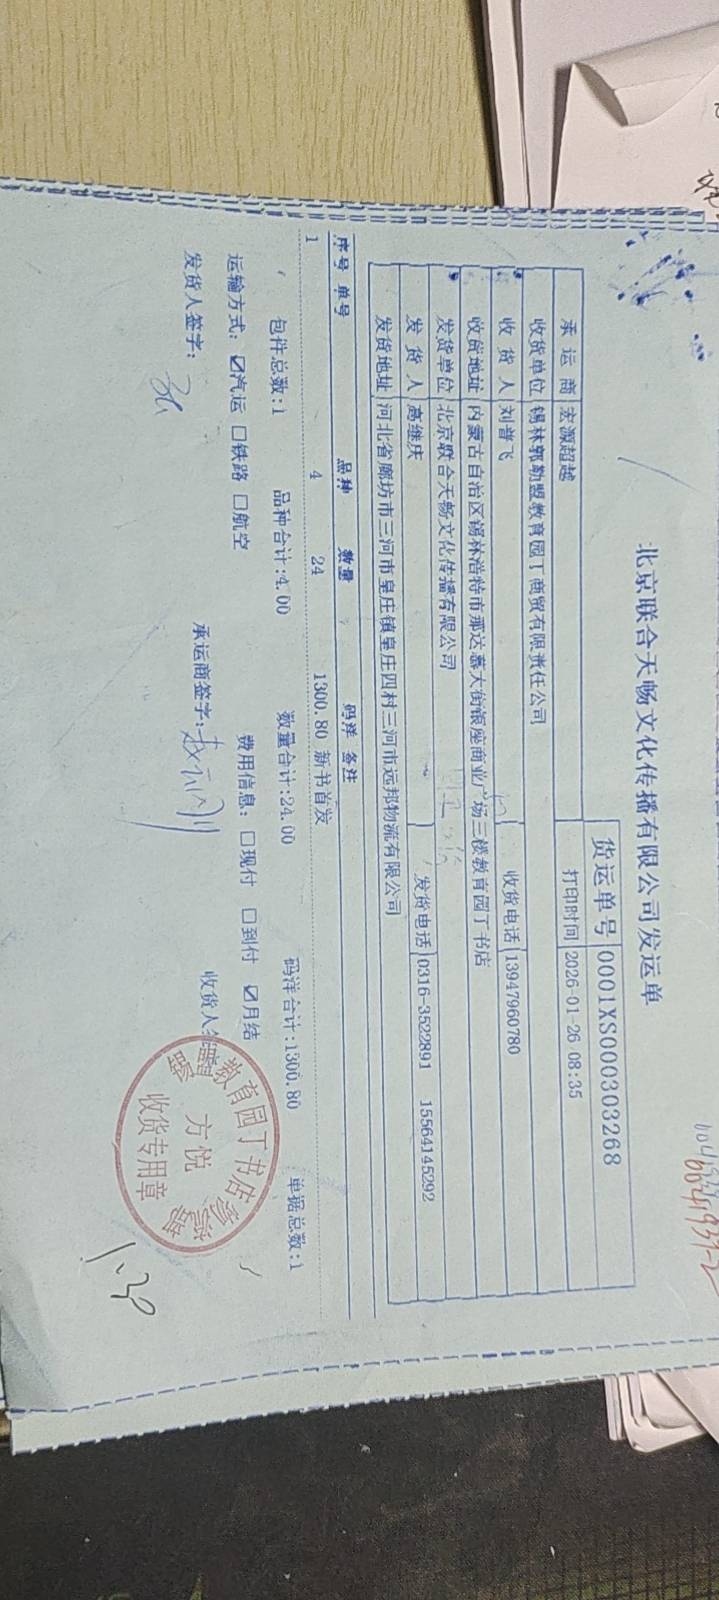 北京联合天畅文化传播有限公司发运单
货运单号 0001XS000303268
承运商 宏源超越 打印时间 2026-01-26 08:35
收货单位 锡林郭勒盟教育园丁商贸有限责任公司
收货人 刘普飞 收货电话 13947960780
收货地址 内蒙古自治区锡林浩特市那达慕大街银座商业广场三楼教育园丁书店
发货单位 北京联合天畅文化传播有限公司
发货人 高继庆 发货电话 0316-3522891 15564145292
发货地址 河北省廊坊市三河市皇庄镇皇庄四村三河市远邦物流有限公司
序号 单号 品种 数量 码洋 备注
1 4 24 1300.80 新书首发
包件总数:1 品种合计:4.00 数量合计:24.00 码洋合计:1300.80 单据总数:1
运输方式: ☑汽运 □铁路 □航空 费用信息: □现付 □到付 ☑月结
发货人签字: 承运商签字: 收货人签
锡盟教育园丁书店
方悦
收货专用章
1.30